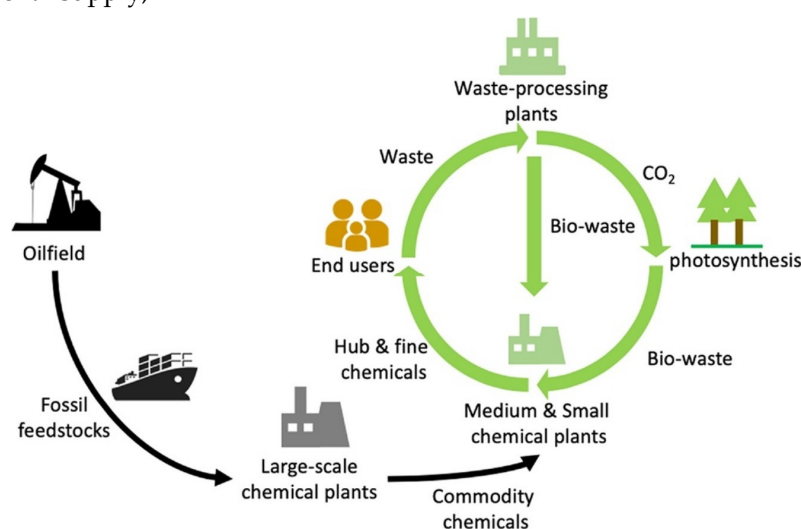 Waste-processing
plants
Waste
CO₂
Bio-waste
Oilfield
End users
photosynthesis
Hub & fine
chemicals
Bio-waste
Fossil
feedstocks
Medium & Small
chemical plants
Large-scale
chemical plants
Commodity
chemicals